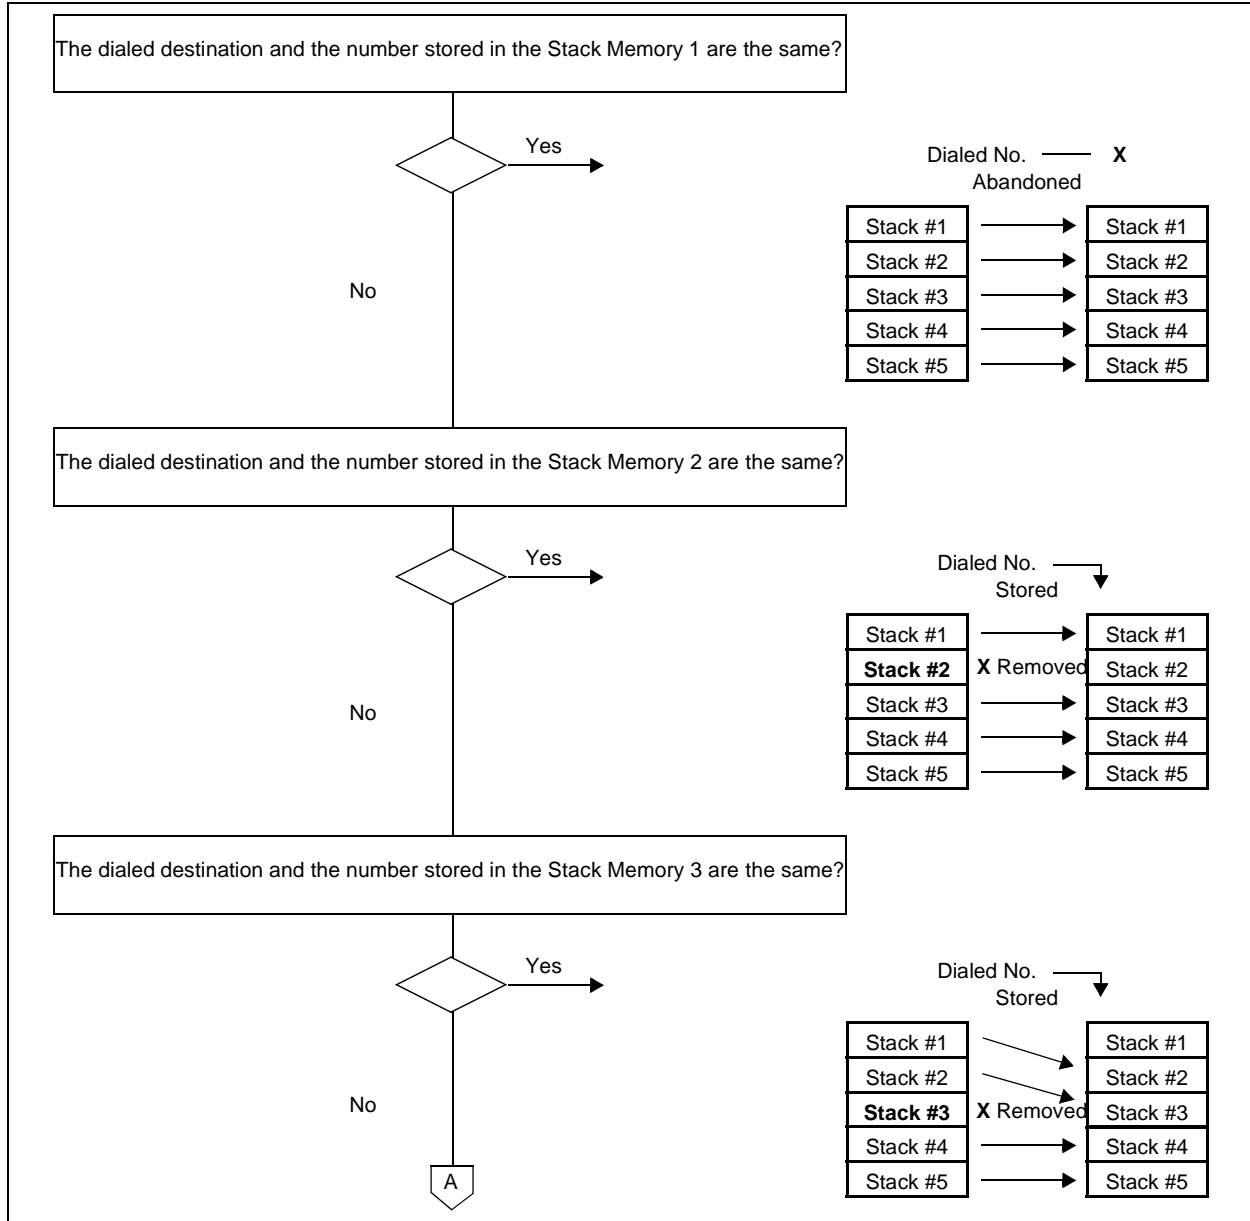 The dialed destination and the number stored in the Stack Memory 1 are the same?
Yes
No
Dialed No. X
Abandoned
Stack #1 Stack #1
Stack #2 Stack #2
Stack #3 Stack #3
Stack #4 Stack #4
Stack #5 Stack #5
The dialed destination and the number stored in the Stack Memory 2 are the same?
Yes
No
Dialed No.
Stored
Stack #1 Stack #1
Stack #2 X Removed Stack #2
Stack #3 Stack #3
Stack #4 Stack #4
Stack #5 Stack #5
The dialed destination and the number stored in the Stack Memory 3 are the same?
Yes
No
A
Dialed No.
Stored
Stack #1 Stack #1
Stack #2 Stack #2
Stack #3 X Removed Stack #3
Stack #4 Stack #4
Stack #5 Stack #5